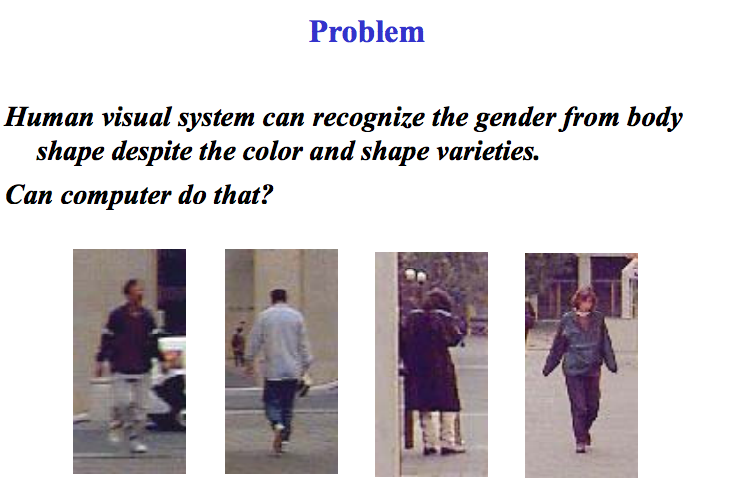 Problem
Human visual system can recognize the gender from body
shape despite the color and shape varieties.
Can computer do that?